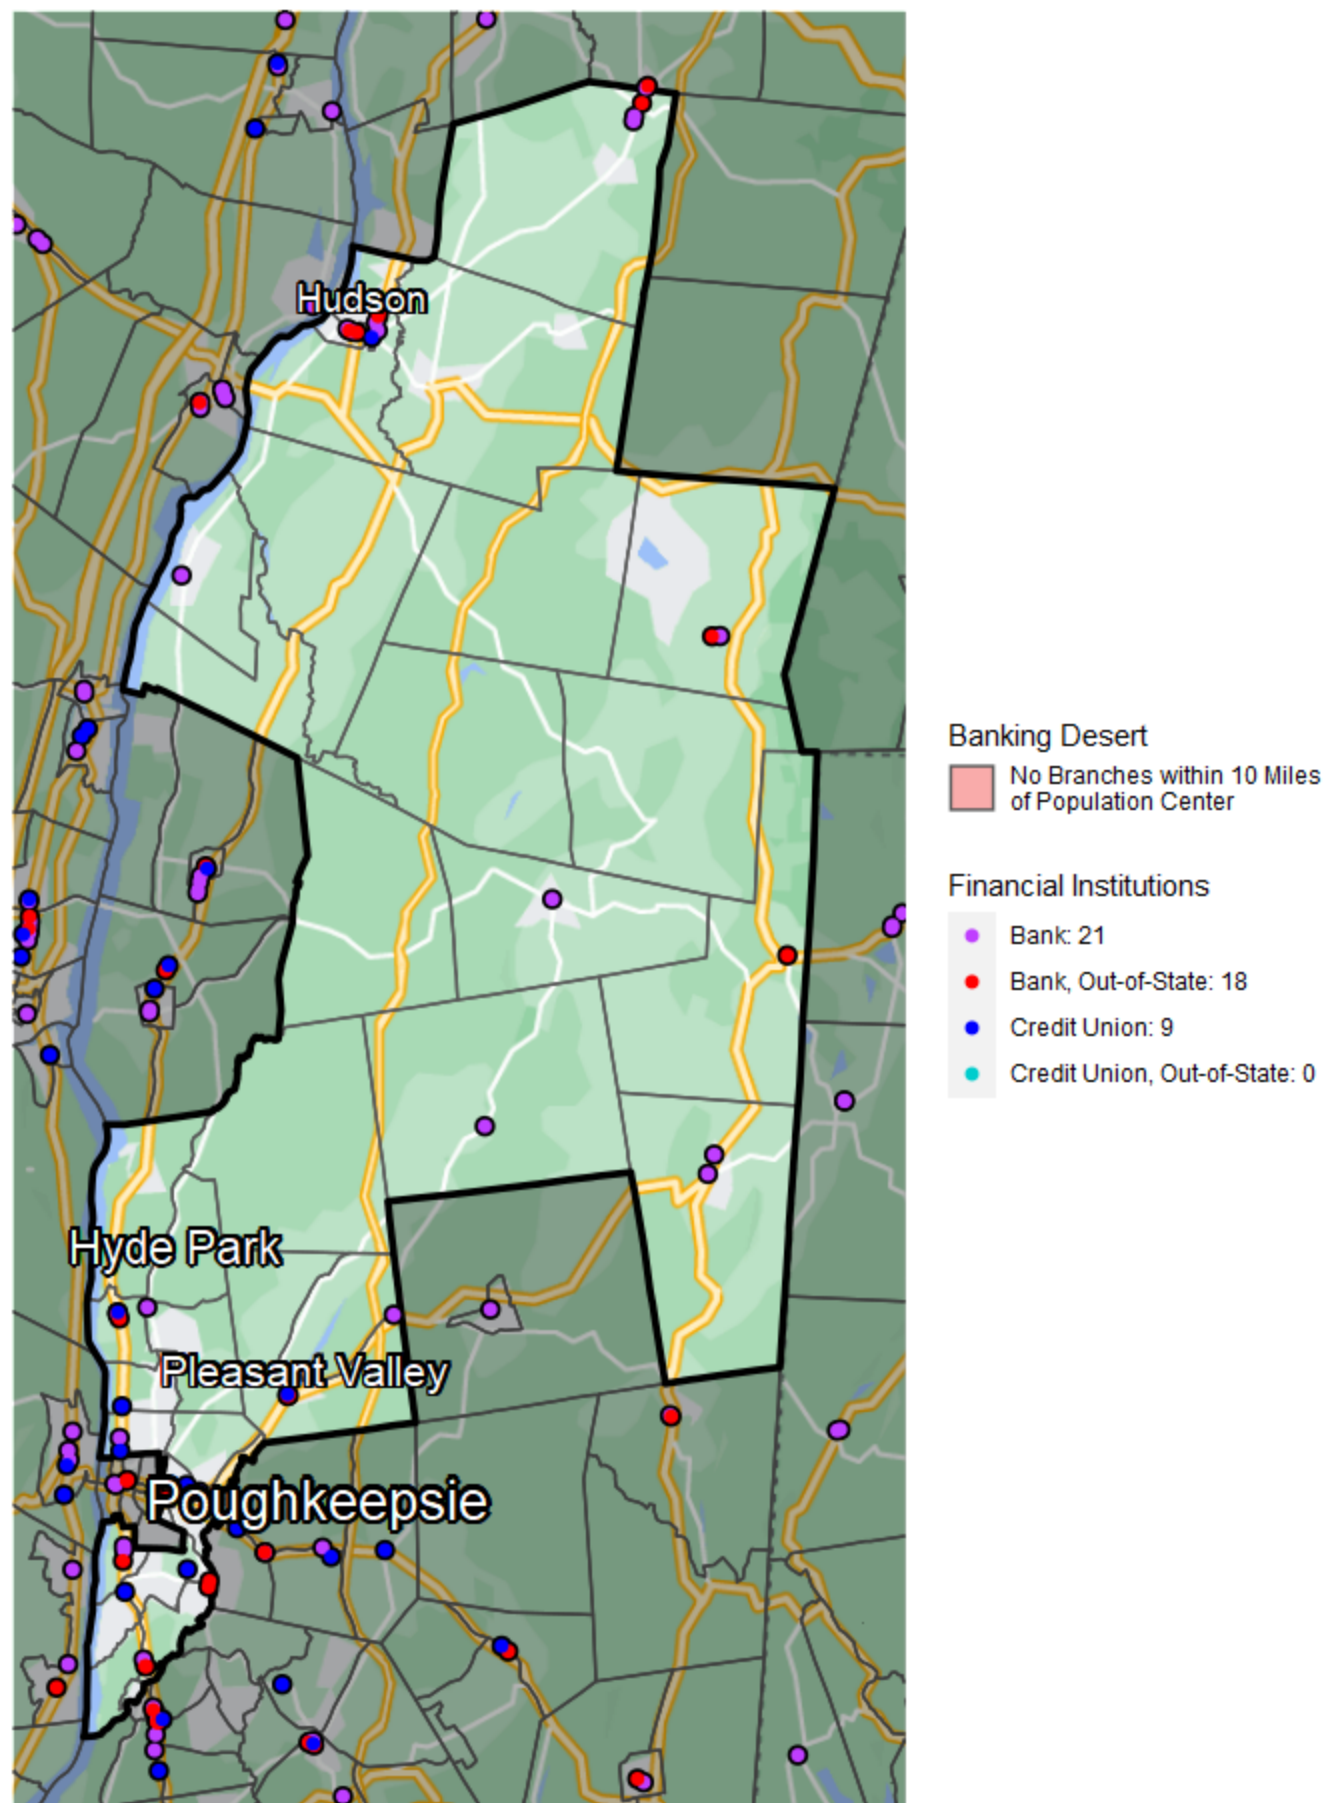 Hudson
Hyde Park
Pleasant Valley
Poughkeepsie
Banking Desert
No Branches within 10 Miles
of Population Center
Financial Institutions
Bank: 21
Bank, Out-of-State: 18
Credit Union: 9
Credit Union, Out-of-State: 0